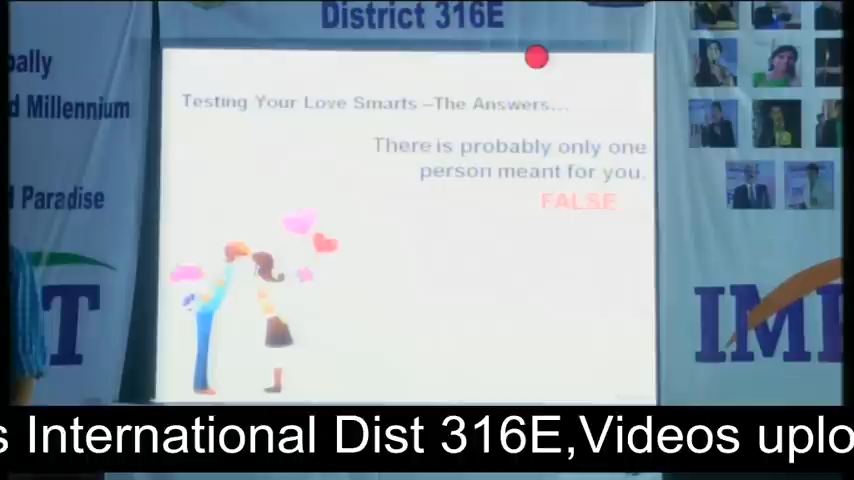 District 316E
bally
d Millennium
d Paradise
T
Testing Your Love Smarts –The Answers...
There is probably only one
person meant for you.
FALSE
IM
s International Dist 316E,Videos uplo